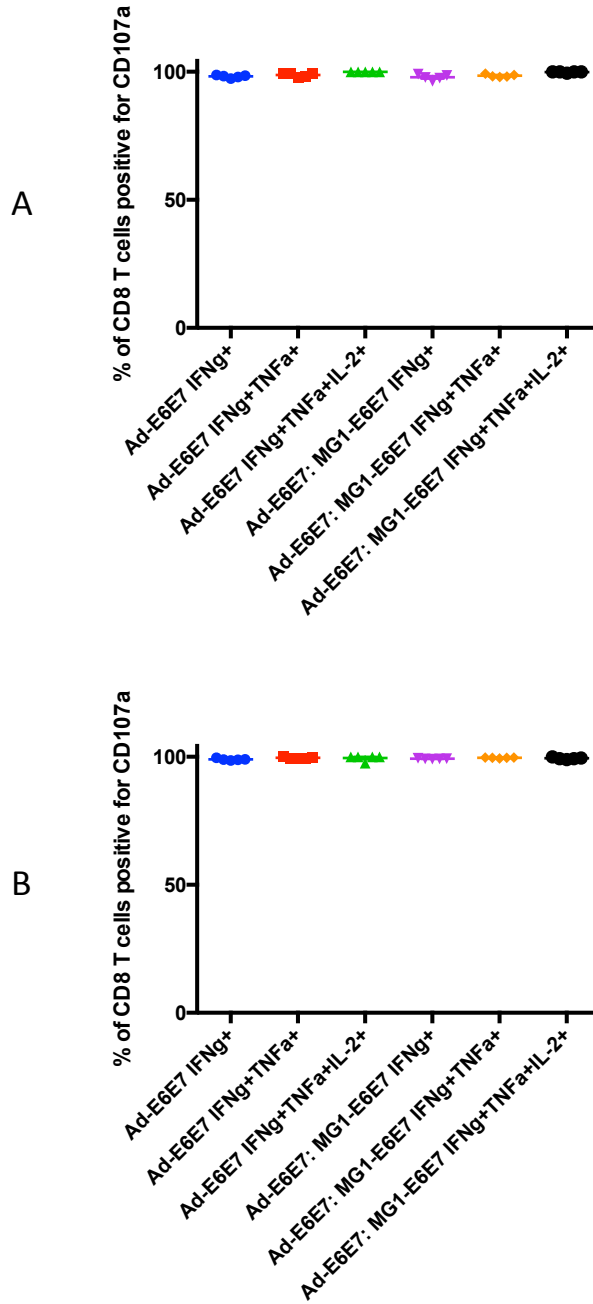 A
% of CD8 T cells positive for CD107a
100
50
0
Ad-E6E7 IFNg+
Ad-E6E7 IFNg+TNFa+
Ad-E6E7 IFNg+TNFa+IL-2+
Ad-E6E7: MG1-E6E7 IFNg+
Ad-E6E7: MG1-E6E7 IFNg+TNFa+
Ad-E6E7: MG1-E6E7 IFNg+TNFa+IL-2+
B
% of CD8 T cells positive for CD107a
100
50
0
Ad-E6E7 IFNg+
Ad-E6E7 IFNg+TNFa+
Ad-E6E7 IFNg+TNFa+IL-2+
Ad-E6E7: MG1-E6E7 IFNg+
Ad-E6E7: MG1-E6E7 IFNg+TNFa+
Ad-E6E7: MG1-E6E7 IFNg+TNFa+IL-2+